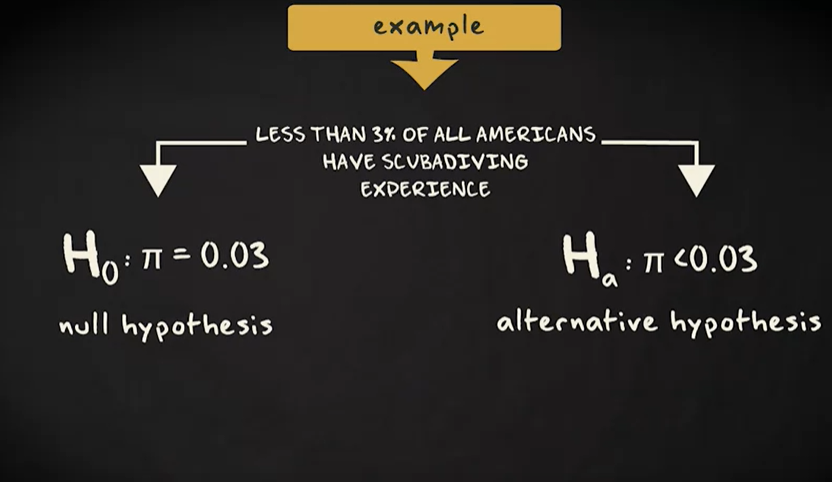 example
LESS THAN 3% OF ALL AMERICANS
HAVE SCUBADIVING
EXPERIENCE
H₀: π = 0.03
null hypothesis
Hₐ: π <0.03
alternative hypothesis